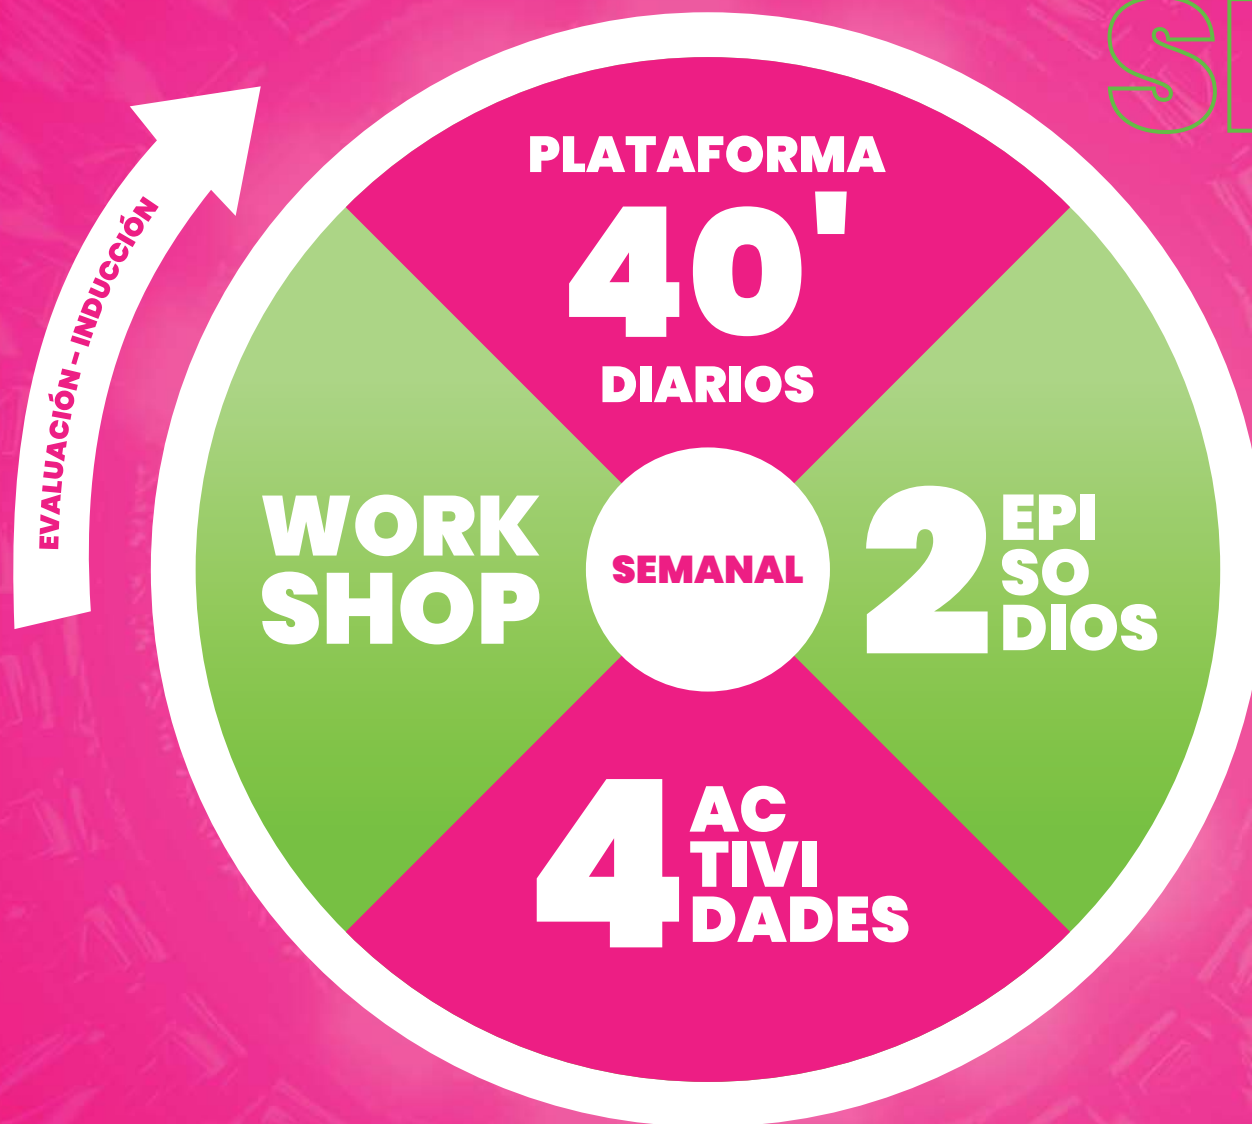 PLATAFORMA
40'
DIARIOS
EVALUACIÓN - INDUCCIÓN
WORK
SHOP
SEMANAL
2
EPI
SO
DIOS
4
AC
TIVI
DADES